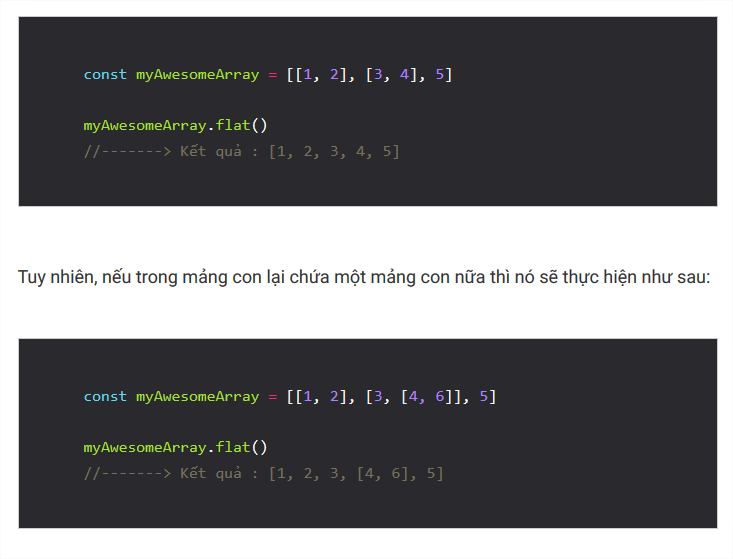 const myAwesomeArray = [[1, 2], [3, 4], 5]
myAwesomeArray.flat()
//-------> Kết quả : [1, 2, 3, 4, 5]
Tuy nhiên, nếu trong mảng con lại chứa một mảng con nữa thì nó sẽ thực hiện như sau:
const myAwesomeArray = [[1, 2], [3, [4, 6]], 5]
myAwesomeArray.flat()
//-------> Kết quả : [1, 2, 3, [4, 6], 5]